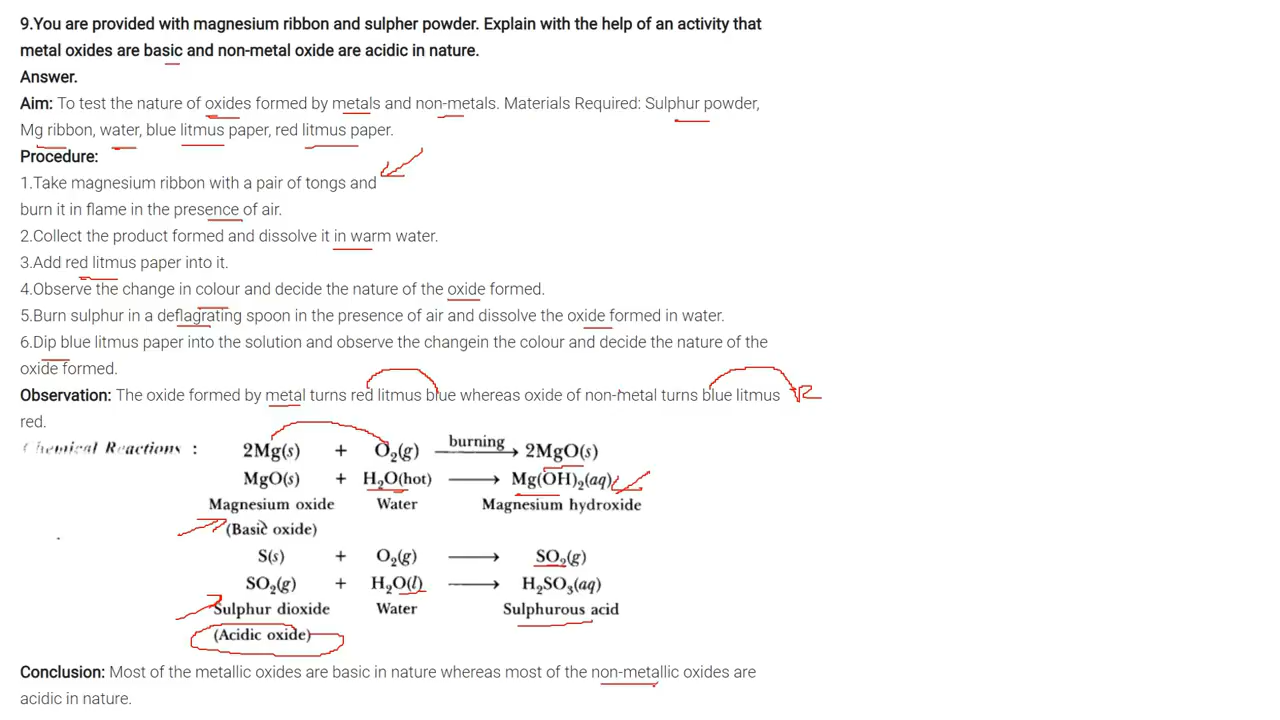 9.You are provided with magnesium ribbon and sulpher powder. Explain with the help of an activity that
metal oxides are basic and non-metal oxide are acidic in nature.
Answer.
Aim: To test the nature of oxides formed by metals and non-metals. Materials Required: Sulphur powder,
Mg ribbon, water, blue litmus paper, red litmus paper.
Procedure:
1.Take magnesium ribbon with a pair of tongs and
burn it in flame in the presence of air.
2.Collect the product formed and dissolve it in warm water.
3.Add red litmus paper into it.
4.Observe the change in colour and decide the nature of the oxide formed.
5.Burn sulphur in a deflagrating spoon in the presence of air and dissolve the oxide formed in water.
6.Dip blue litmus paper into the solution and observe the changein the colour and decide the nature of the
oxide formed.
Observation: The oxide formed by metal turns red litmus blue whereas oxide of non-metal turns blue litmus R
red.
Chemical Reactions : 2Mg(s) + O₂(g) burning → 2MgO(s)
MgO(s) + H₂O(hot) → Mg(OH)₂(aq)
Magnesium oxide Water Magnesium hydroxide
(Basic oxide)
S(s) + O₂(g) → SO₂(g)
SO₂(g) + H₂O(l) → H₂SO₃(aq)
Sulphur dioxide Water Sulphurous acid
(Acidic oxide)
Conclusion: Most of the metallic oxides are basic in nature whereas most of the non-metallic oxides are
acidic in nature.